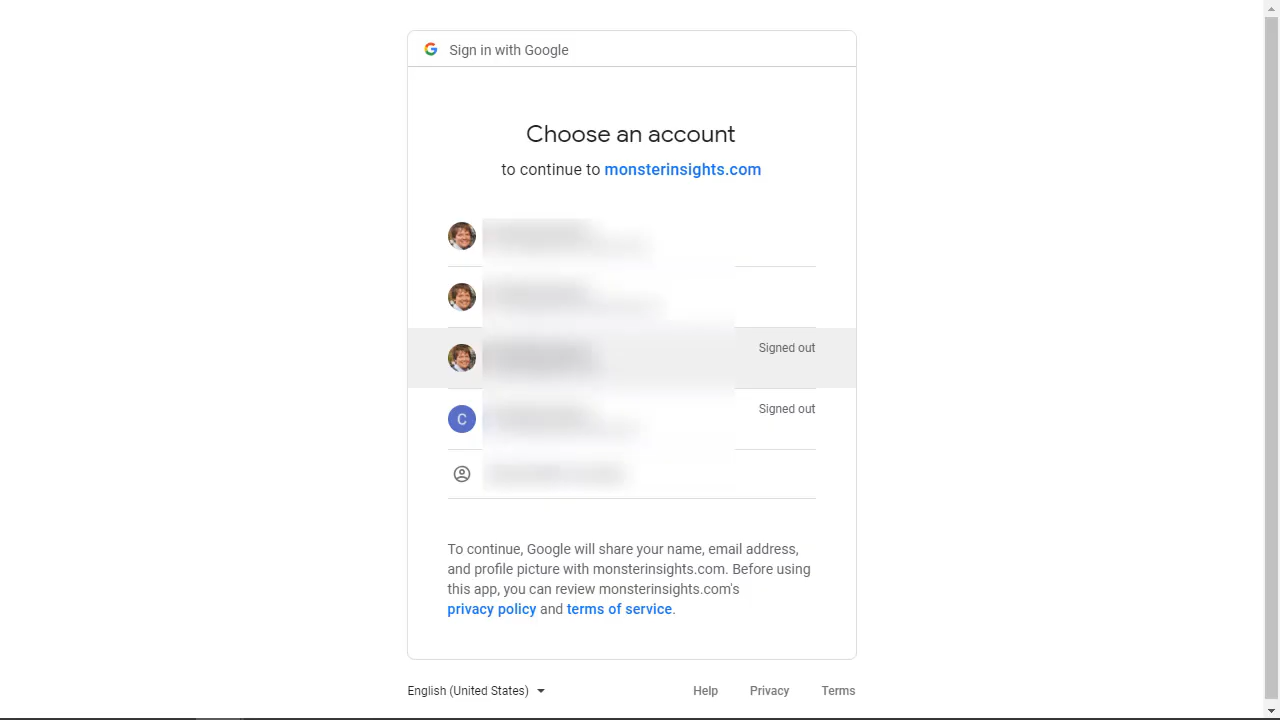 Sign in with Google
Choose an account
to continue to monsterinsights.com
Signed out
C
Signed out
To continue, Google will share your name, email address,
and profile picture with monsterinsights.com. Before using
this app, you can review monsterinsights.com's
privacy policy and terms of service.
English (United States)
Help
Privacy
Terms